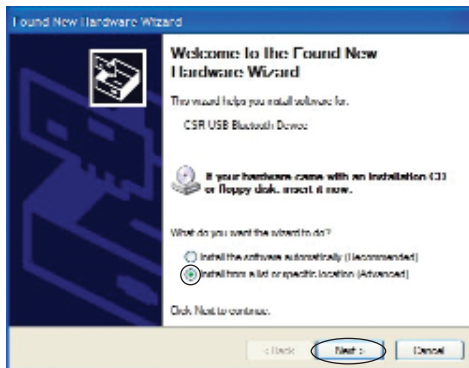 Found New Hardware Wizard
Welcome to the Found New
Hardware Wizard
This wizard helps you install software for:
CSR USB Bluetooth Device
If your hardware came with an installation CD
or floppy disk, insert it now.
What do you want the wizard to do?
Install the software automatically (Recommended)
Install from a list or specific location (Advanced)
Click Next to continue.
< Back
Next >
Cancel